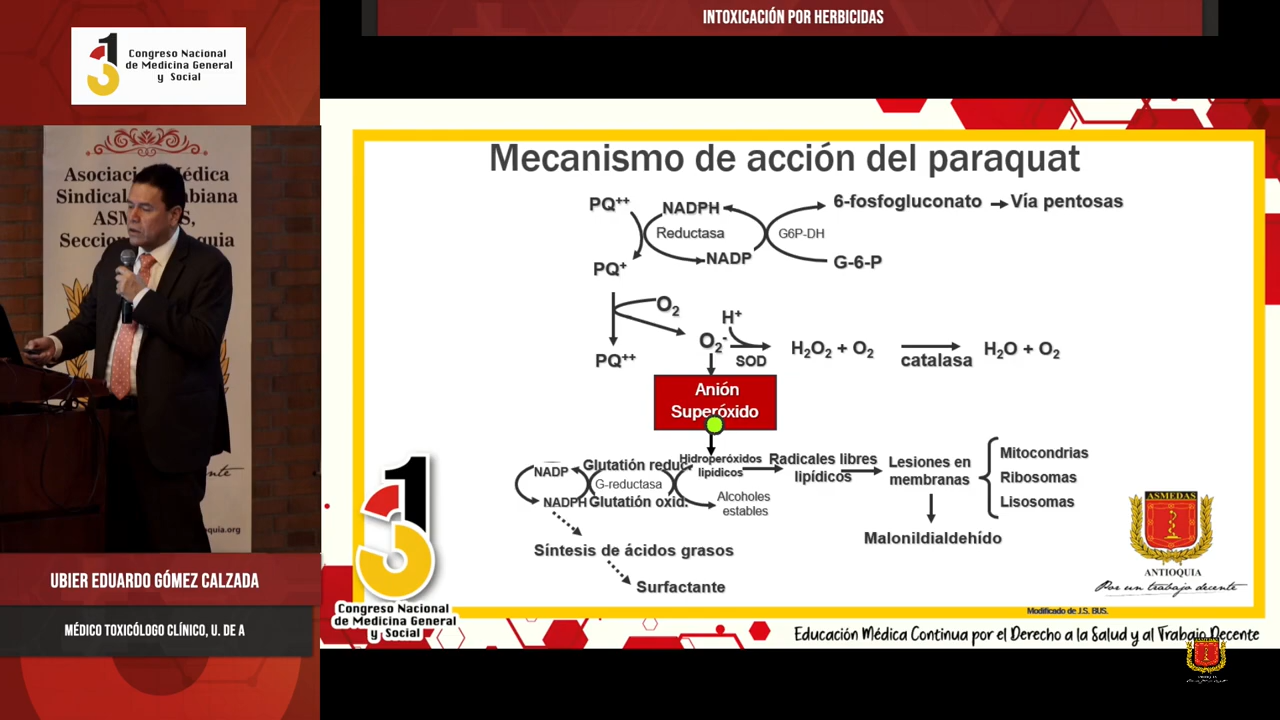 INTOXICACIÓN POR HERBICIDAS
Congreso Nacional
de Medicina General
y Social
Asociación Médica
Sindical Colombiana
ASMEDAS,
Seccional Antioquia
quia.org
UBIER EDUARDO GÓMEZ CALZADA
MÉDICO TOXICÓLOGO CLÍNICO, U. DE A
Mecanismo de acción del paraquat
PQ++
NADPH
6-fosfogluconato
Vía pentosas
Reductasa
G6P-DH
PQ+
NADP
G-6-P
O2
H+
O2-
SOD
H2O2 + O2
catalasa
H2O + O2
PQ++
Anión
Superóxido
NADP
Glutatión reduc.
Hidroperóxidos
lipídicos
Radicales libres
lipídicos
Lesiones en
membranas
Mitocondrias
Ribosomas
Lisosomas
G-reductasa
NADPH
Glutatión oxid.
Alcoholes
estables
Malonildialdehído
Síntesis de ácidos grasos
Surfactante
ASMEDAS
ANTIOQUIA
Por un trabajo decente
Modificado de J.S. BUS.
Congreso Nacional
de Medicina General
y Social
Educación Médica Continua por el Derecho a la Salud y al Trabajo Decente